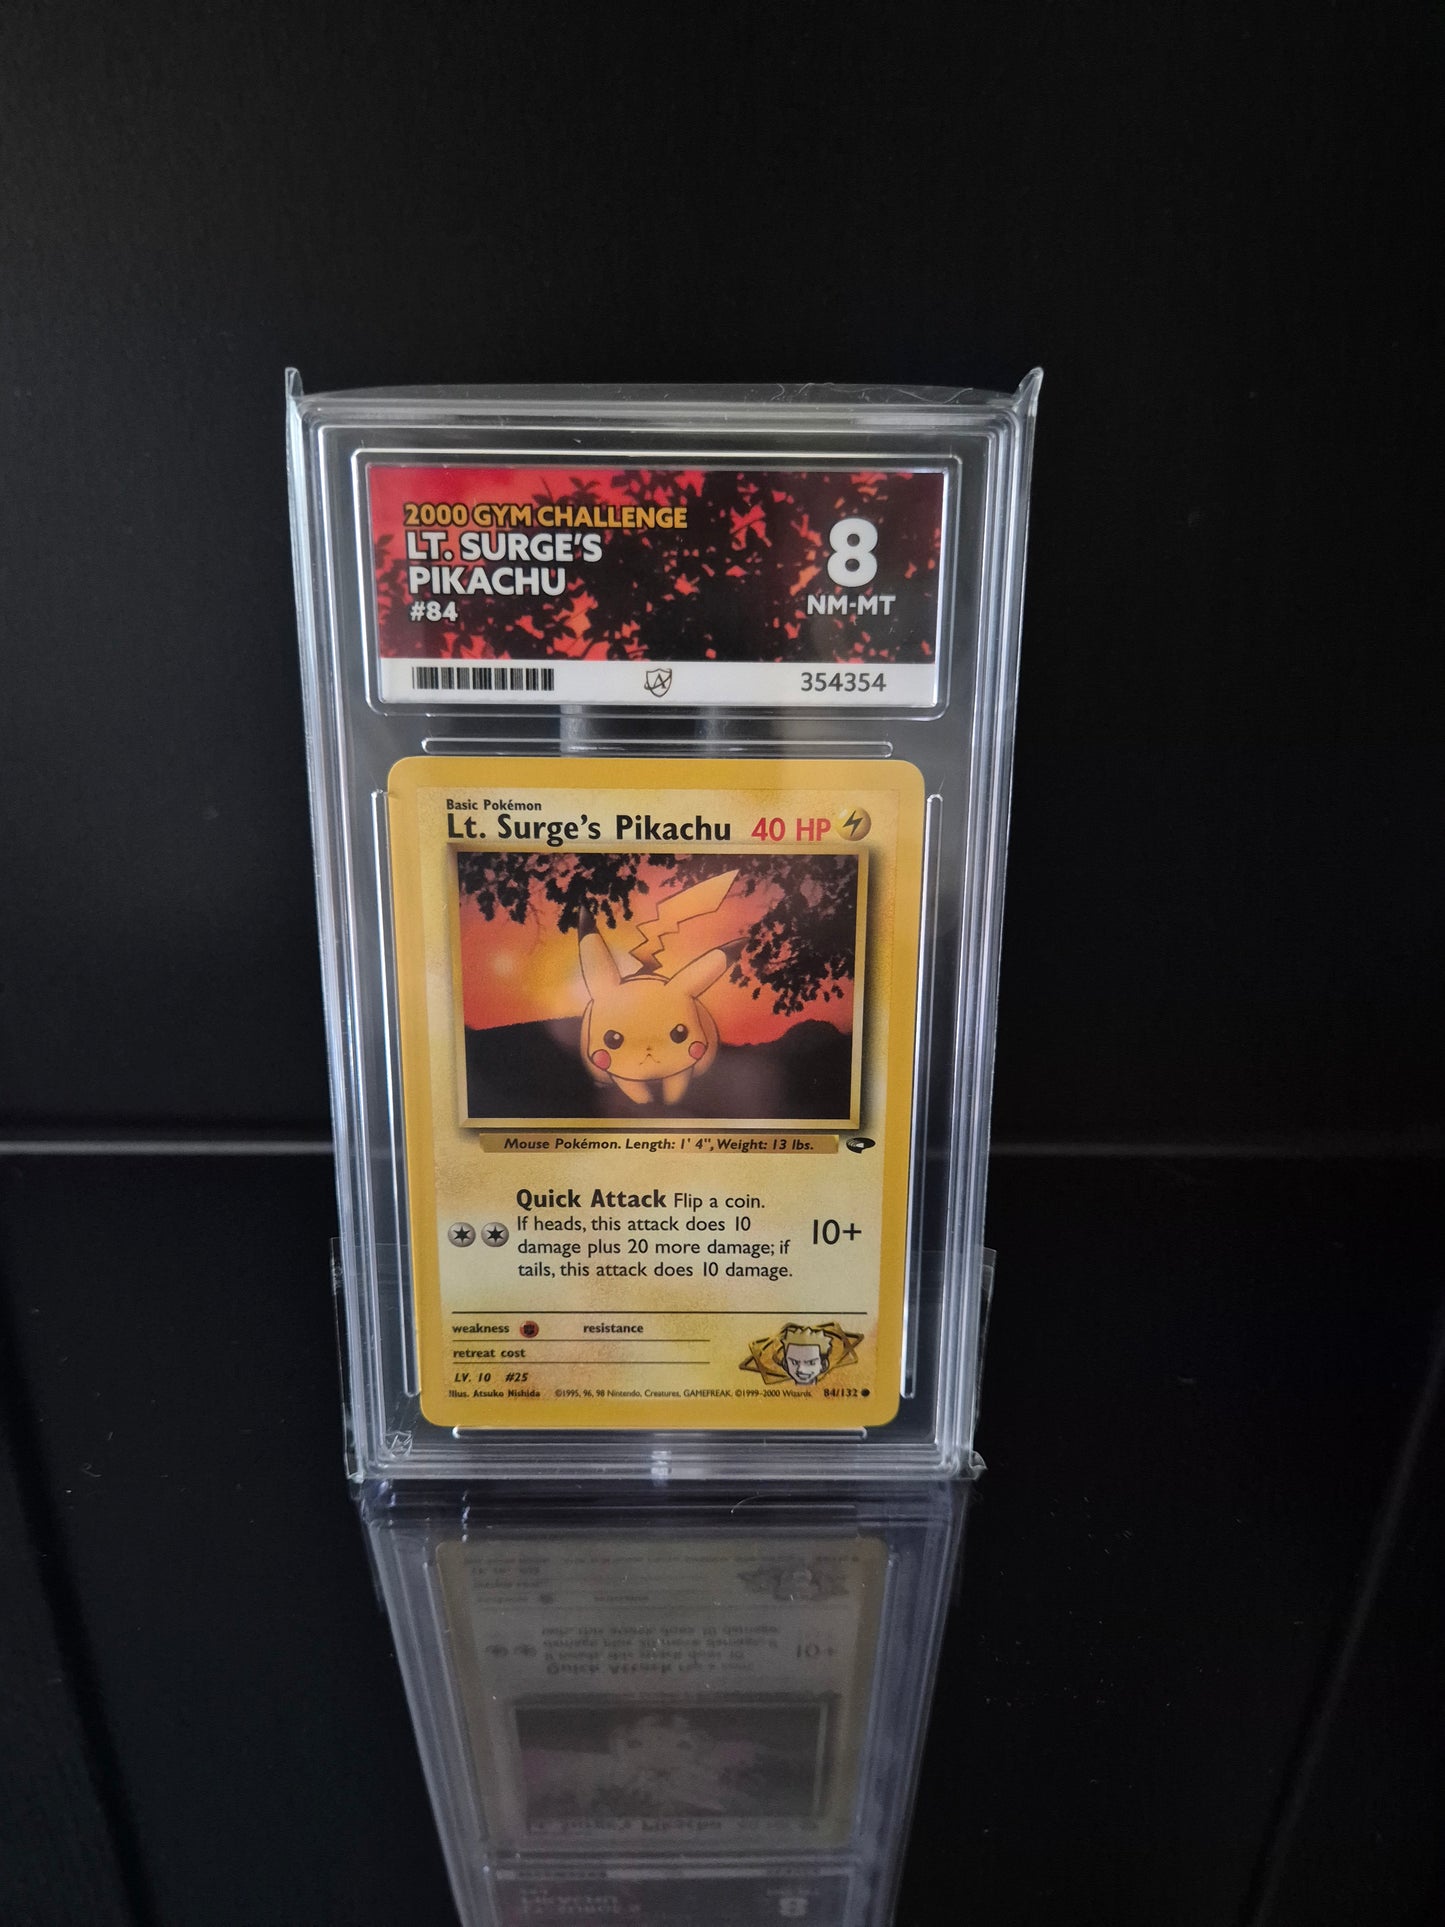 2000 GYM CHALLENGE
LT. SURGE'S
PIKACHU
#84
8
NM-MT
354354
Basic Pokémon
Lt. Surge's Pikachu 40 HP
Mouse Pokémon. Length: 1' 4", Weight: 13 lbs.
Quick Attack Flip a coin.
If heads, this attack does 10
damage plus 20 more damage; if
tails, this attack does 10 damage.
10+
weakness resistance
retreat cost
LV. 10 #25
Illus. Atsuko Nishida ©1995, 96, 98 Nintendo, Creatures, GAMEFREAK. ©1999-2000 Wizards. 84/132